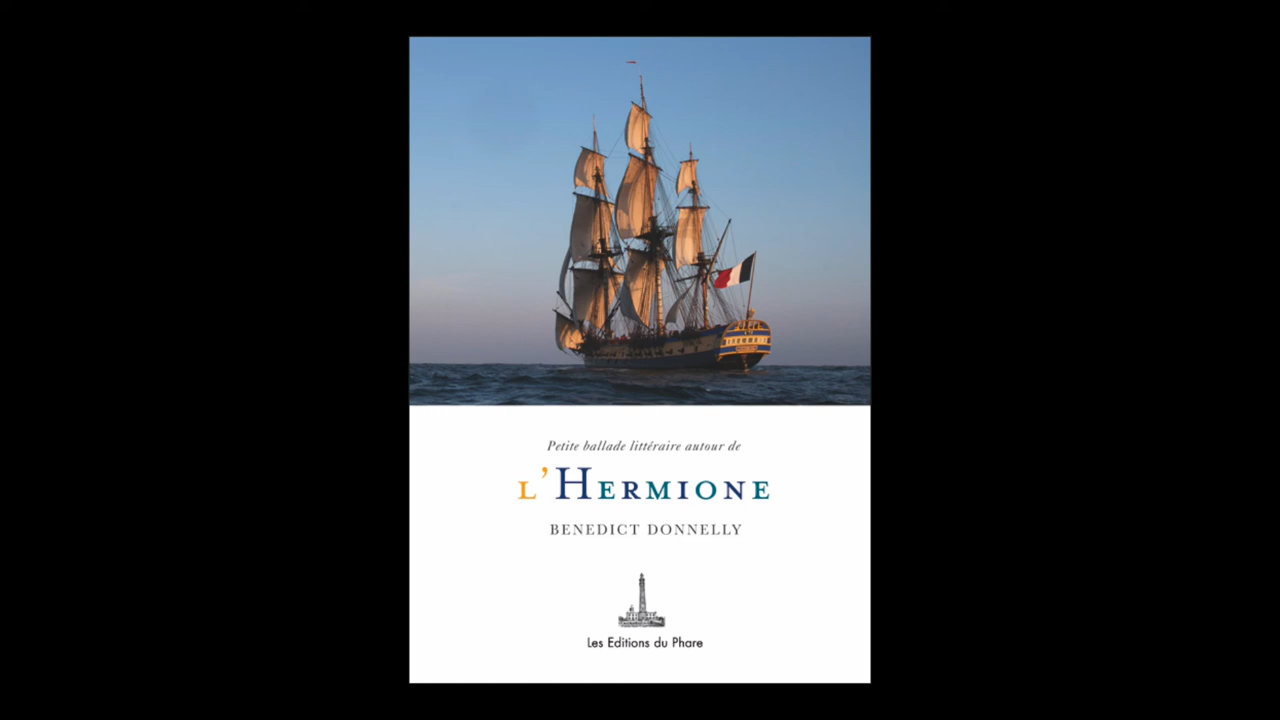 Petite ballade littéraire autour de
L'HERMIONE
BENEDICT DONNELLY
Les Editions du Phare